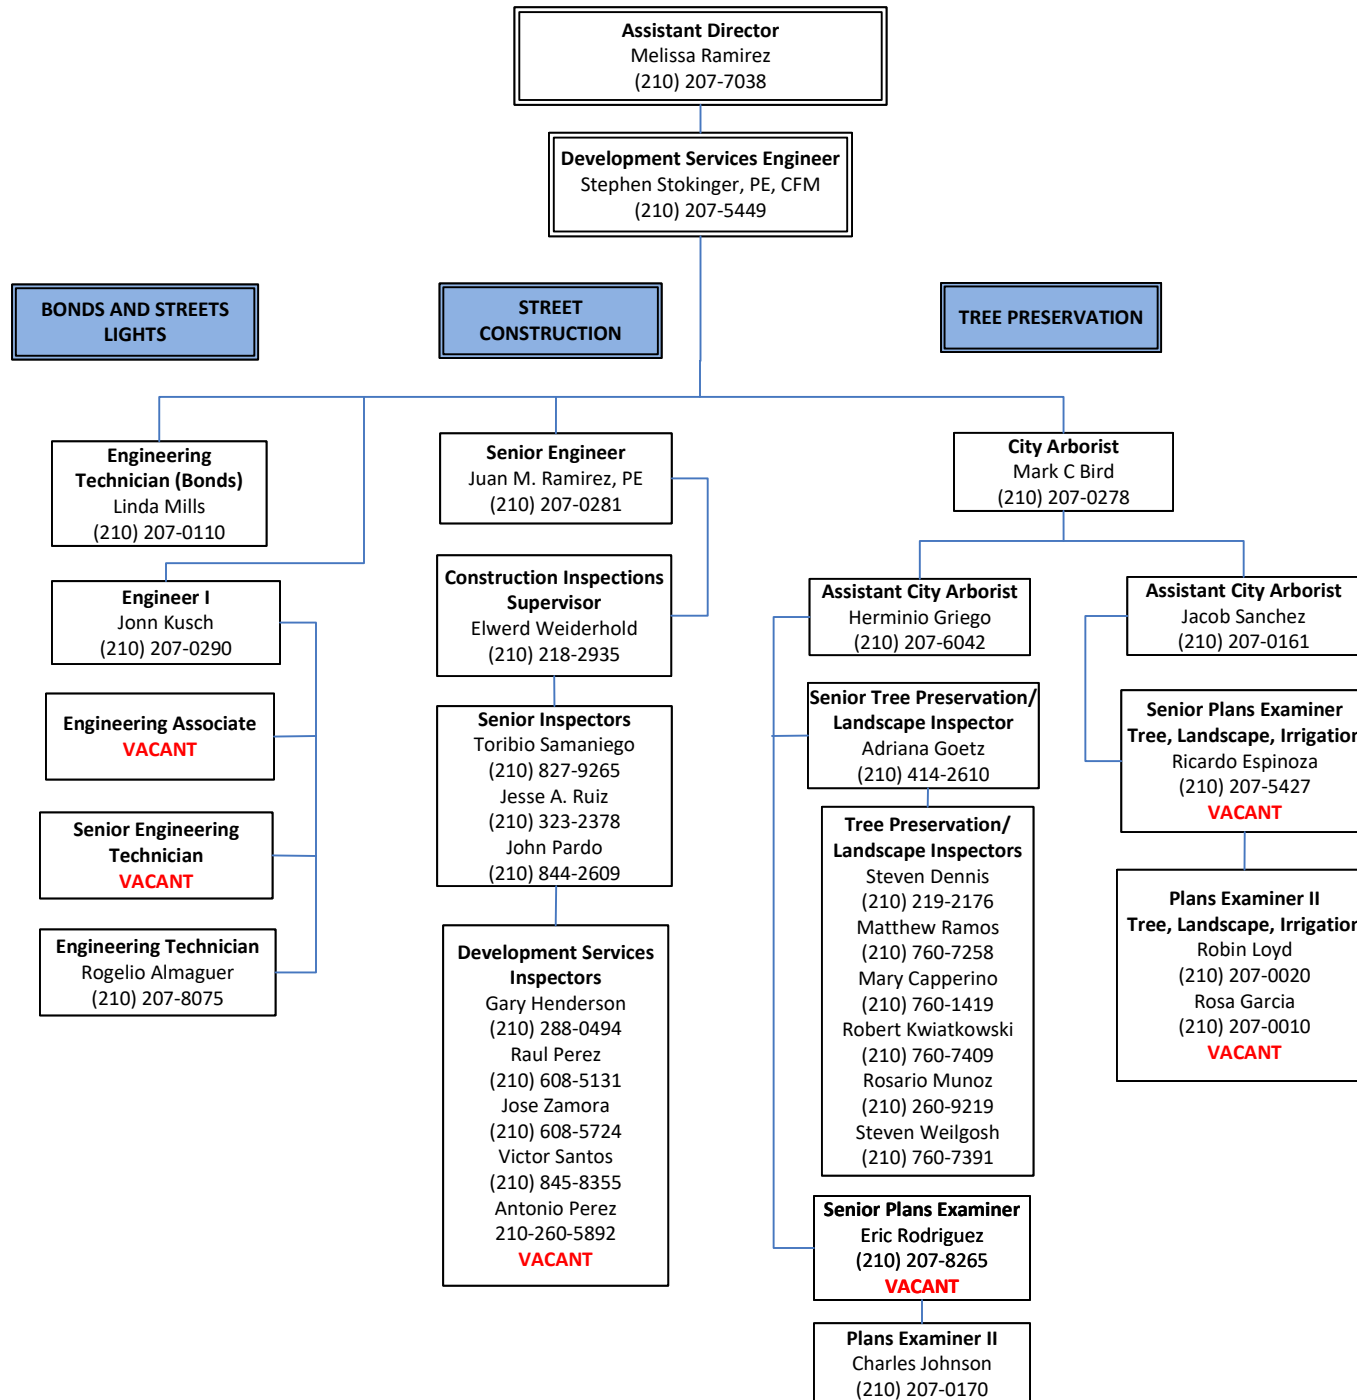 Assistant Director
Melissa Ramirez
(210) 207-7038
Development Services Engineer
Stephen Stokinger, PE, CFM
(210) 207-5449
BONDS AND STREETS
LIGHTS
STREET
CONSTRUCTION
TREE PRESERVATION
Engineering
Technician (Bonds)
Linda Mills
(210) 207-0110
Engineer I
Jonn Kusch
(210) 207-0290
Engineering Associate
VACANT
Senior Engineering
Technician
VACANT
Engineering Technician
Rogelio Almaguer
(210) 207-8075
Senior Engineer
Juan M. Ramirez, PE
(210) 207-0281
Construction Inspections
Supervisor
Elwerd Weiderhold
(210) 218-2935
Senior Inspectors
Toribio Samaniego
(210) 827-9265
Jesse A. Ruiz
(210) 323-2378
John Pardo
(210) 844-2609
Development Services
Inspectors
Gary Henderson
(210) 288-0494
Raul Perez
(210) 608-5131
Jose Zamora
(210) 608-5724
Victor Santos
(210) 845-8355
Antonio Perez
210-260-5892
VACANT
City Arborist
Mark C Bird
(210) 207-0278
Assistant City Arborist
Herminio Griego
(210) 207-6042
Senior Tree Preservation/
Landscape Inspector
Adriana Goetz
(210) 414-2610
Tree Preservation/
Landscape Inspectors
Steven Dennis
(210) 219-2176
Matthew Ramos
(210) 760-7258
Mary Capperino
(210) 760-1419
Robert Kwiatkowski
(210) 760-7409
Rosario Munoz
(210) 260-9219
Steven Weilgosh
(210) 760-7391
Senior Plans Examiner
Eric Rodriguez
(210) 207-8265
VACANT
Plans Examiner II
Charles Johnson
(210) 207-0170
Assistant City Arborist
Jacob Sanchez
(210) 207-0161
Senior Plans Examiner
Tree, Landscape, Irrigation
Ricardo Espinoza
(210) 207-5427
VACANT
Plans Examiner II
Tree, Landscape, Irrigation
Robin Loyd
(210) 207-0020
Rosa Garcia
(210) 207-0010
VACANT